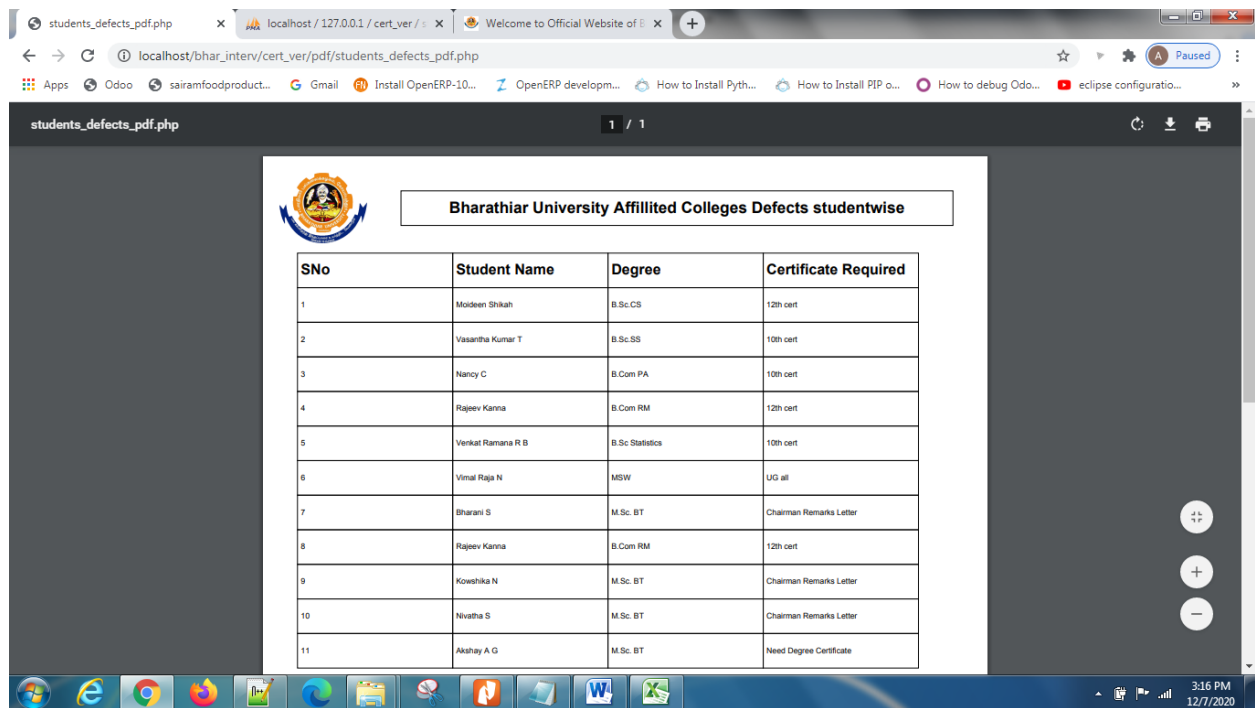 students_defects_pdf.php
localhost / 127.0.0.1 / cert_ver / s
Welcome to Official Website of B
localhost/bhar_interv/cert_ver/pdf/students_defects_pdf.php
A Paused
Apps Odoo sairamfoodproduct... Gmail Install OpenERP-10... OpenERP developm... How to Install Pyth... How to Install PIP o... How to debug Odo... eclipse configuratio... »
students_defects_pdf.php 1 / 1
Bharathiar University Affillited Colleges Defects studentwise
SNo Student Name Degree Certificate Required
1 Moideen Shikah B.Sc.CS 12th cert
2 Vasantha Kumar T B.Sc.SS 10th cert
3 Nancy C B.Com PA 10th cert
4 Rajeev Kanna B.Com RM 12th cert
5 Venkat Ramana R B B.Sc Statistics 10th cert
6 Vimal Raja N MSW UG all
7 Bharani S M.Sc. BT Chairman Remarks Letter
8 Rajeev Kanna B.Com RM 12th cert
9 Kowshika N M.Sc. BT Chairman Remarks Letter
10 Nivatha S M.Sc. BT Chairman Remarks Letter
11 Akshay A G M.Sc. BT Need Degree Certificate
3:16 PM
12/7/2020